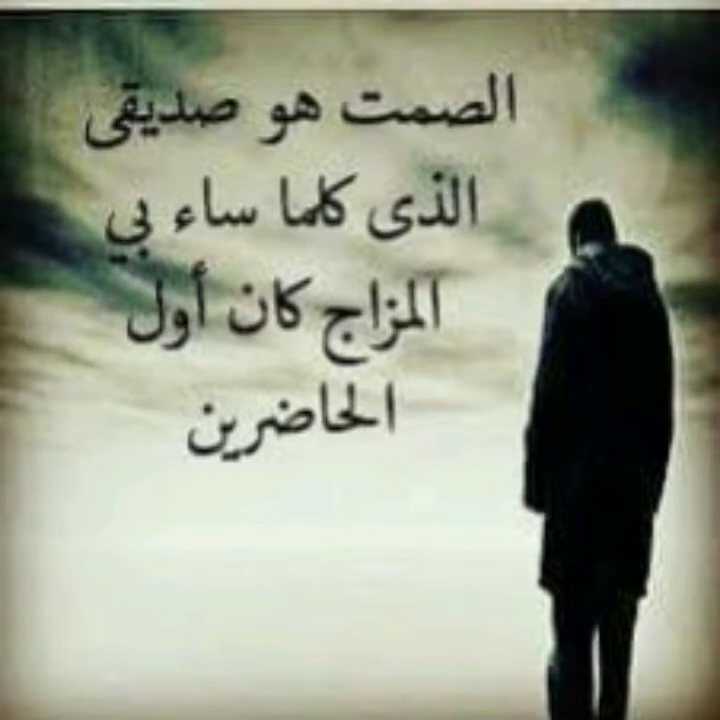 الصمت هو صديقى
الذى كلما ساء بي
المزاج كان أول
الحاضرين